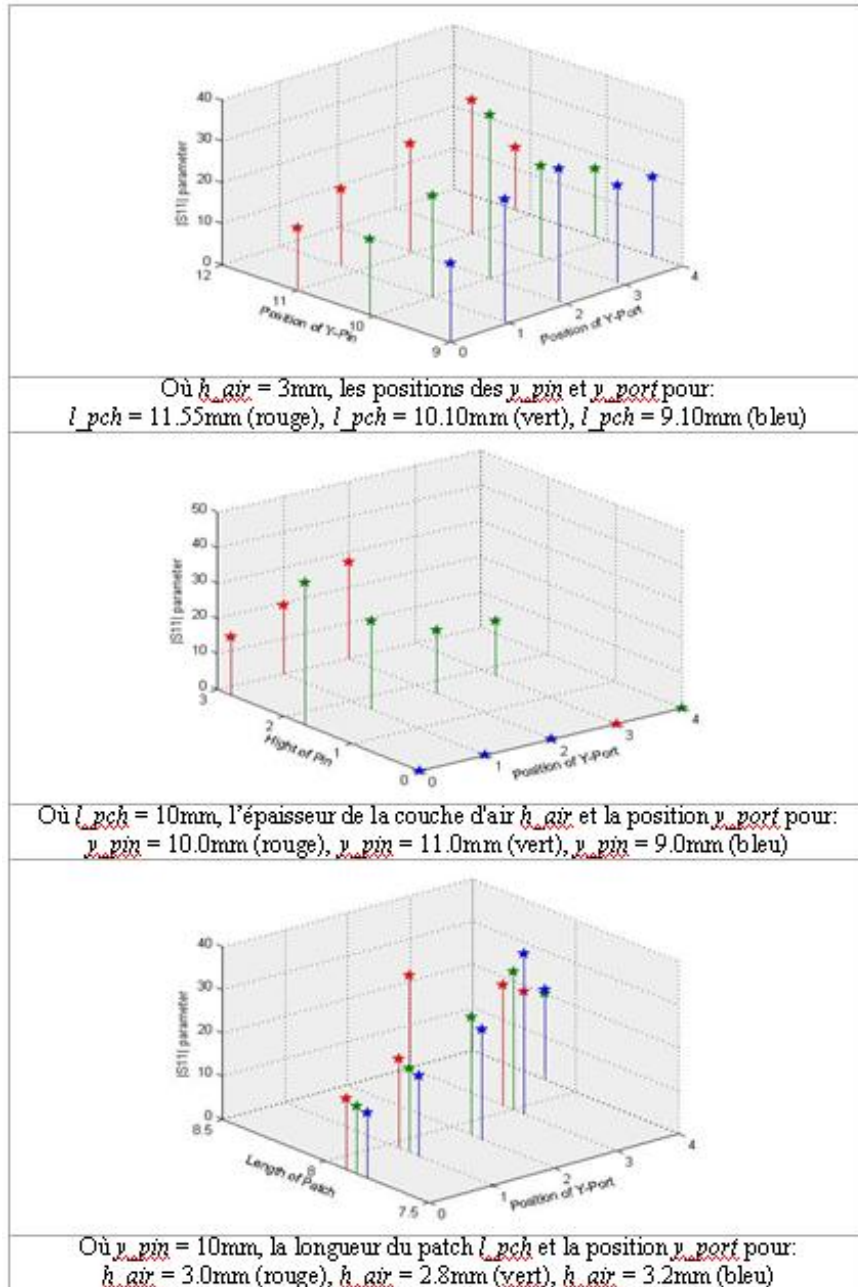 40
30
20
10
0
|S11| parameter
12
11
10
9
Position of Y-Pin
0
1
2
3
4
Position of Y-Port
Où h_air = 3mm, les positions des y_pin et y_port pour:
l_pch = 11.55mm (rouge), l_pch = 10.10mm (vert), l_pch = 9.10mm (bleu)
50
40
30
20
10
0
|S11| parameter
3
2
1
0
Hight of Pin
0
1
2
3
4
Position of Y-Port
Où l_pch = 10mm, l'épaisseur de la couche d'air h_air et la position y_port pour:
y_pin = 10.0mm (rouge), y_pin = 11.0mm (vert), y_pin = 9.0mm (bleu)
40
30
20
10
0
|S11| parameter
8.5
8
7.5
Length of Patch
0
1
2
3
4
Position of Y-Port
Où y_pin = 10mm, la longueur du patch l_pch et la position y_port pour:
h_air = 3.0mm (rouge), h_air = 2.8mm (vert), h_air = 3.2mm (bleu)